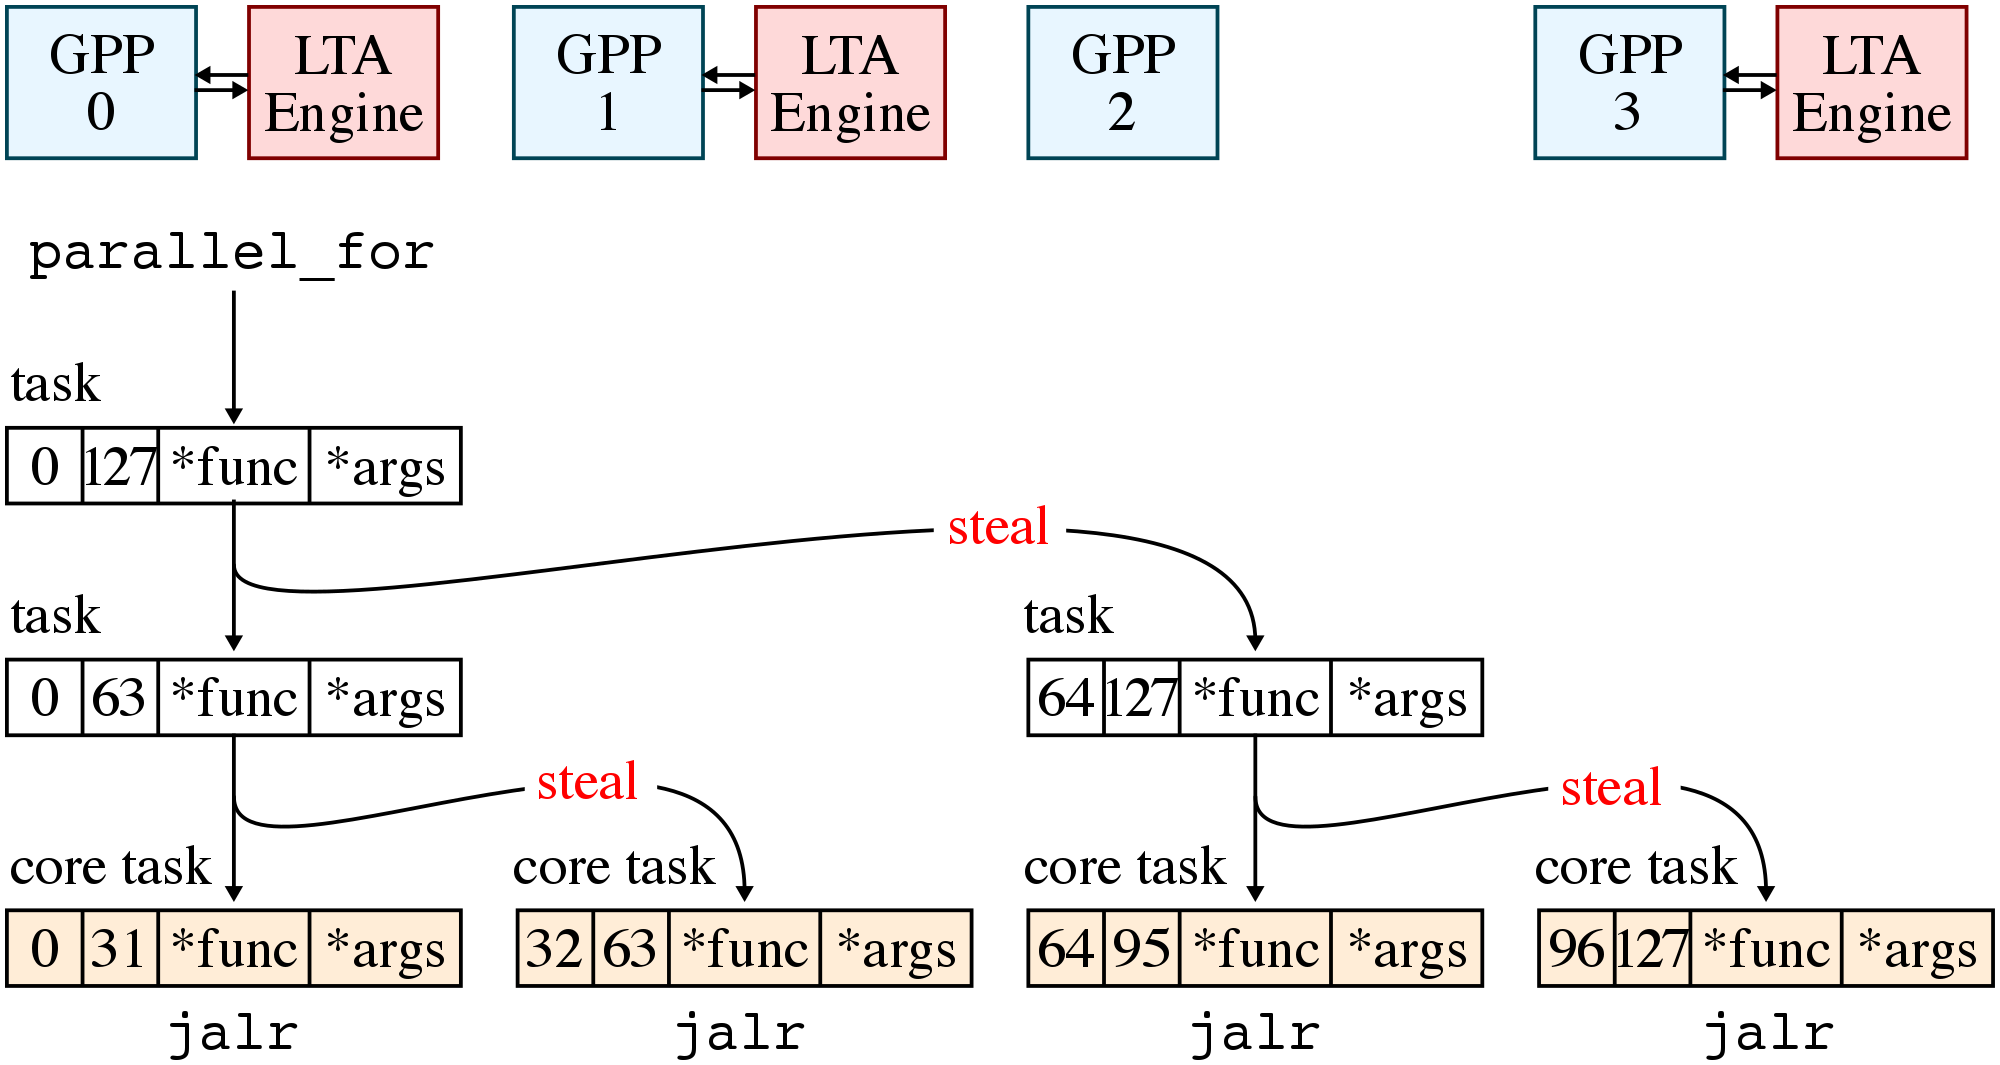 GPP
0
LTA
Engine
GPP
1
LTA
Engine
GPP
2
GPP
3
LTA
Engine
parallel_for
task
0 127 *func *args
steal
task
0 63 *func *args
task
64 127 *func *args
steal
steal
core task
0 31 *func *args
core task
32 63 *func *args
core task
64 95 *func *args
core task
96 127 *func *args
jalr
jalr
jalr
jalr